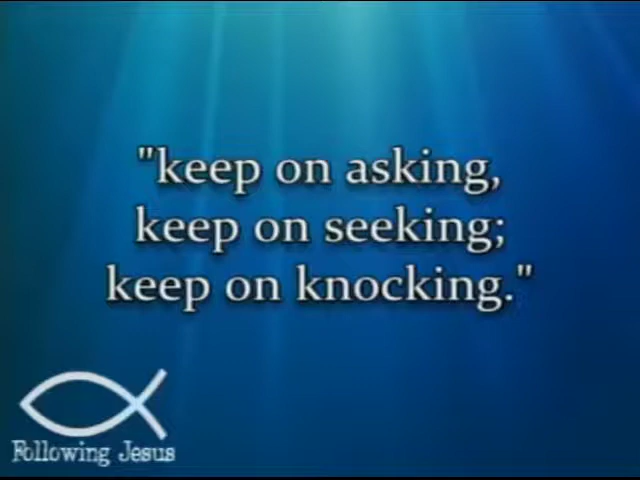 "keep on asking,
keep on seeking;
keep on knocking."
Following Jesus